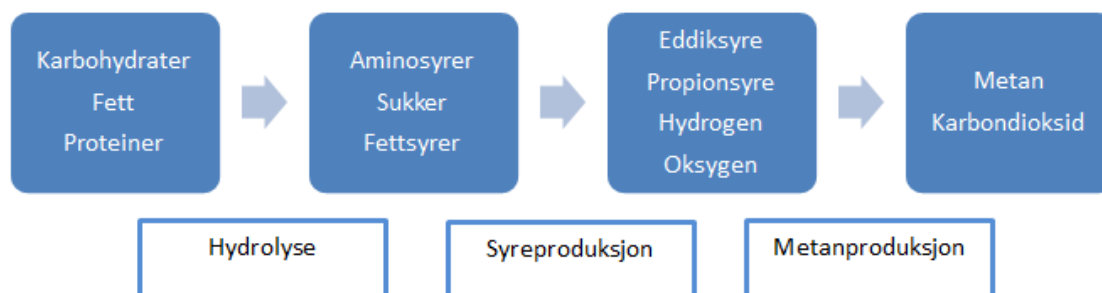 Karbohydrater
Fett
Proteiner
Aminosyrer
Sukker
Fettsyrer
Eddiksyre
Propionsyre
Hydrogen
Oksygen
Metan
Karbondioksid
Hydrolyse
Syreproduksjon
Metanproduksjon